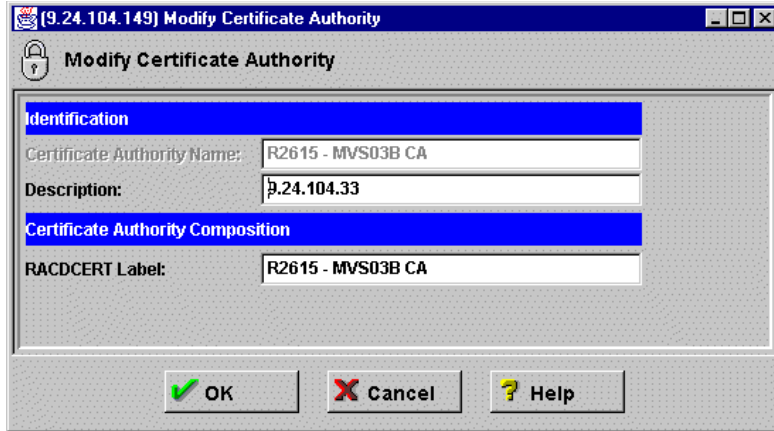 (9.24.104.149) Modify Certificate Authority
Modify Certificate Authority
Identification
Certificate Authority Name: R2615 - MVS03B CA
Description: 9.24.104.33
Certificate Authority Composition
RACDCERT Label: R2615 - MVS03B CA
OK Cancel ? Help